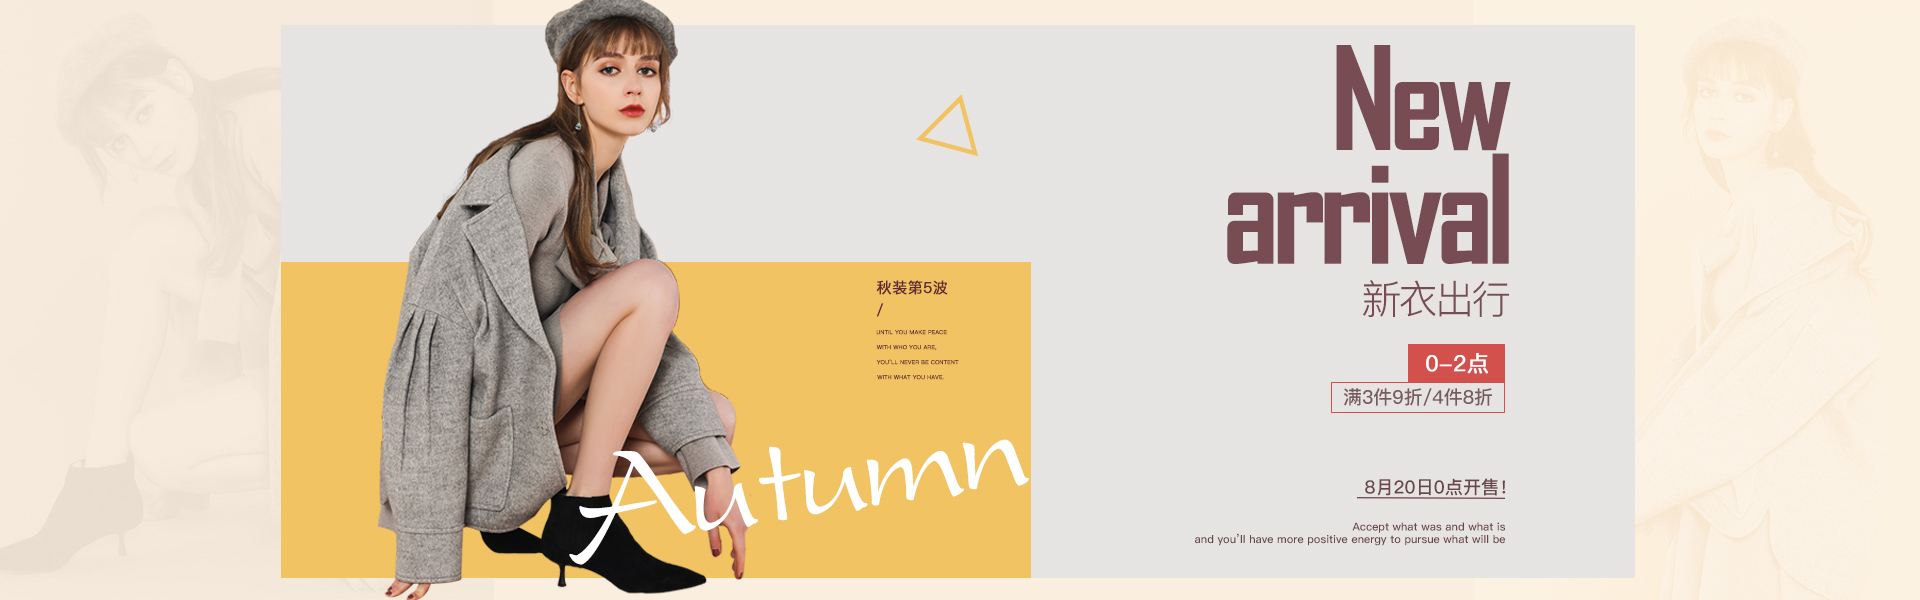 New
arrival
新衣出行
0-2点
满3件9折/4件8折
秋装第5波
/
UNTIL YOU MAKE PEACE
WITH WHO YOU ARE,
YOU'LL NEVER BE CONTENT
WITH WHAT YOU HAVE.
Autumn
8月20日0点开售!
Accept what was and what is
and you'll have more positive energy to pursue what will be